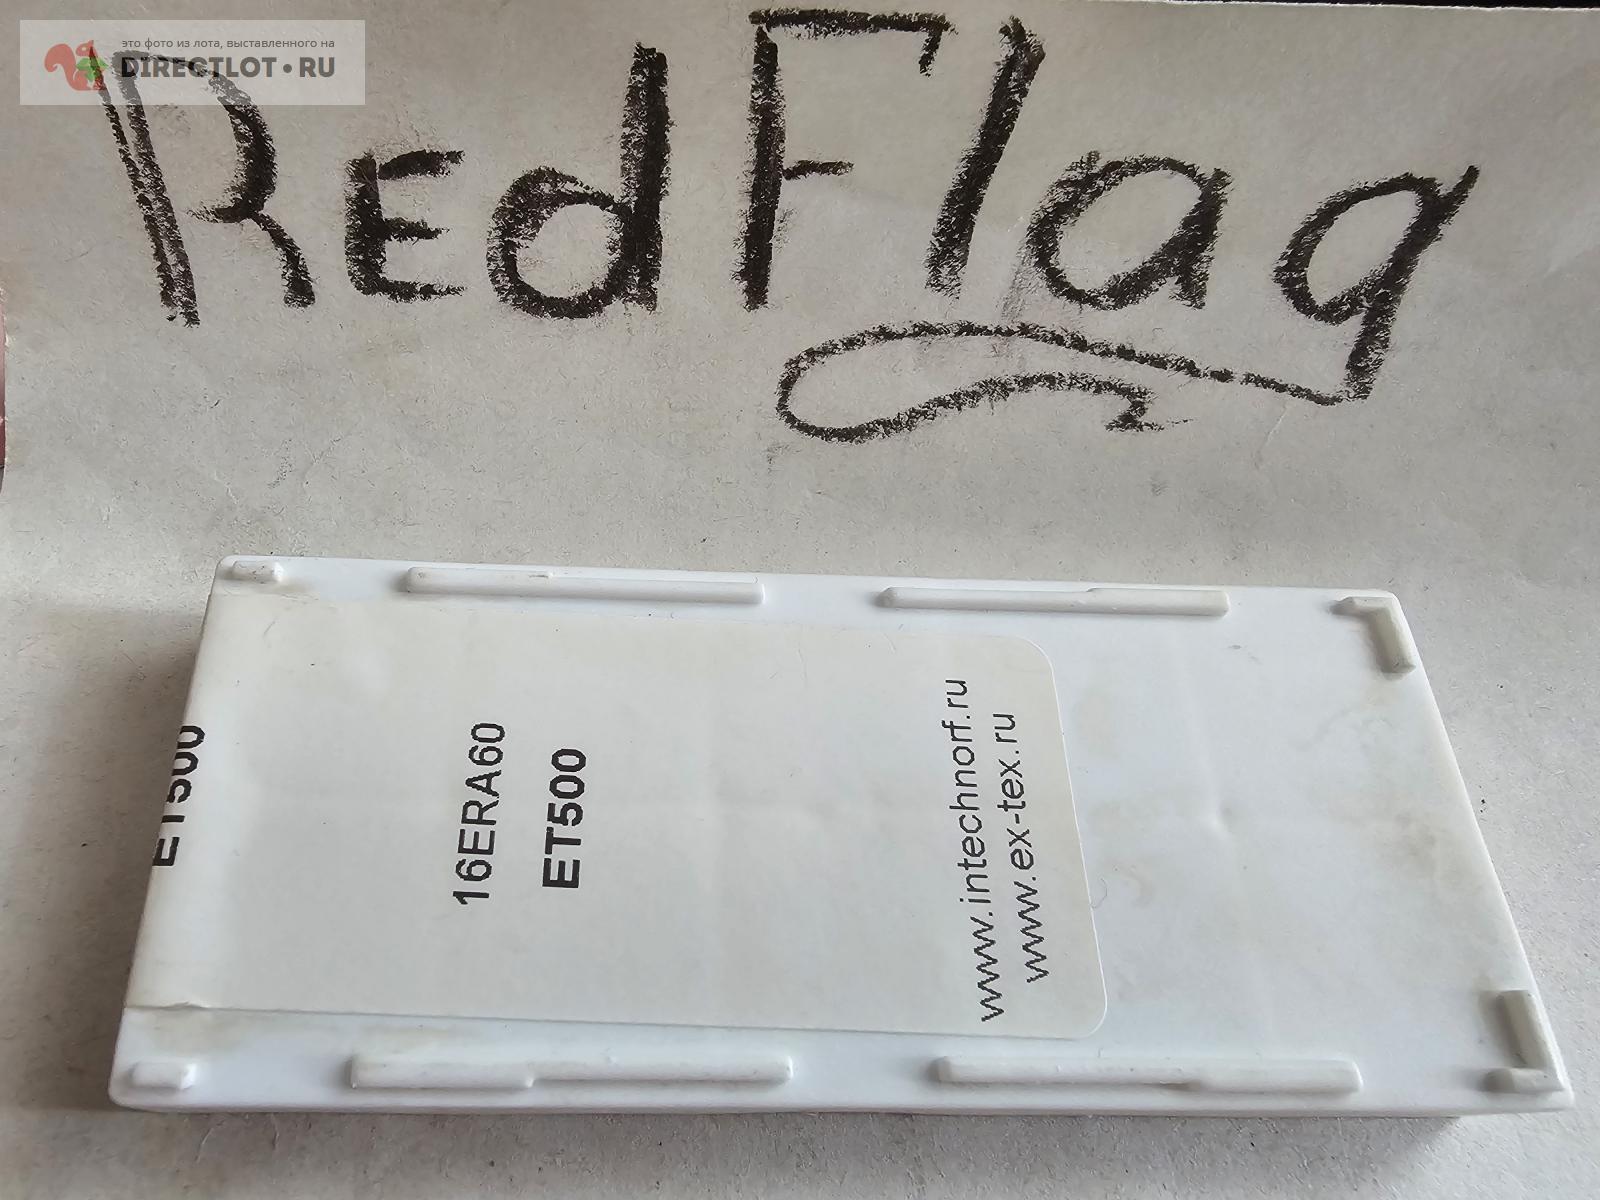 это фото из лота, выставленного на
DIRECTLOT•RU
RedFlag
ET500
16ERA60
ET500
www.intechnorf.ru
www.ex-tex.ru